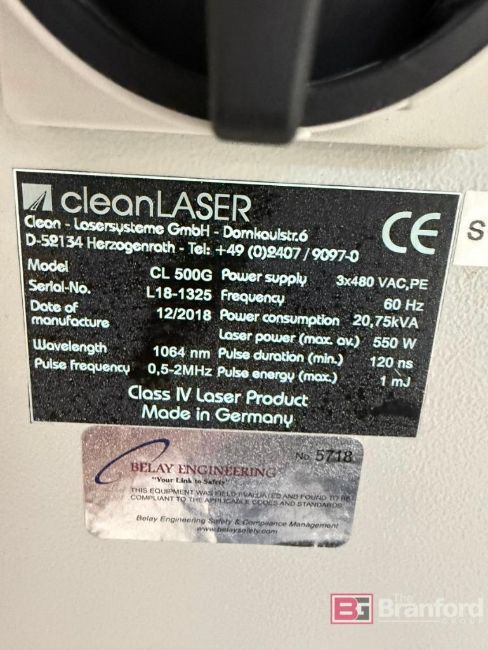 cleanLASER
CE
Clean - Lasersysteme GmbH - Dornkaulstr.6
D-52134 Herzogenrath - Tel: +49 (0)2407 / 9097-0
Model CL 500G Power supply 3x480 VAC,PE
Serial-No. L18-1325 Frequency 60 Hz
Date of manufacture 12/2018 Power consumption 20,75kVA
Laser power (max. av.) 550 W
Wavelength 1064 nm Pulse duration (min.) 120 ns
Pulse frequency 0,5-2MHz Pulse energy (max.) 1 mJ
Class IV Laser Product
Made in Germany
S
No. 5718
BELAY ENGINEERING
"Your Link to Safety"
THIS EQUIPMENT WAS FIELD EVALUATED AND FOUND TO BE
COMPLIANT TO THE APPLICABLE CODES AND STANDARDS.
Belay Engineering Safety & Compliance Management
www.belaysafety.com
BG The
Branford
GROUP